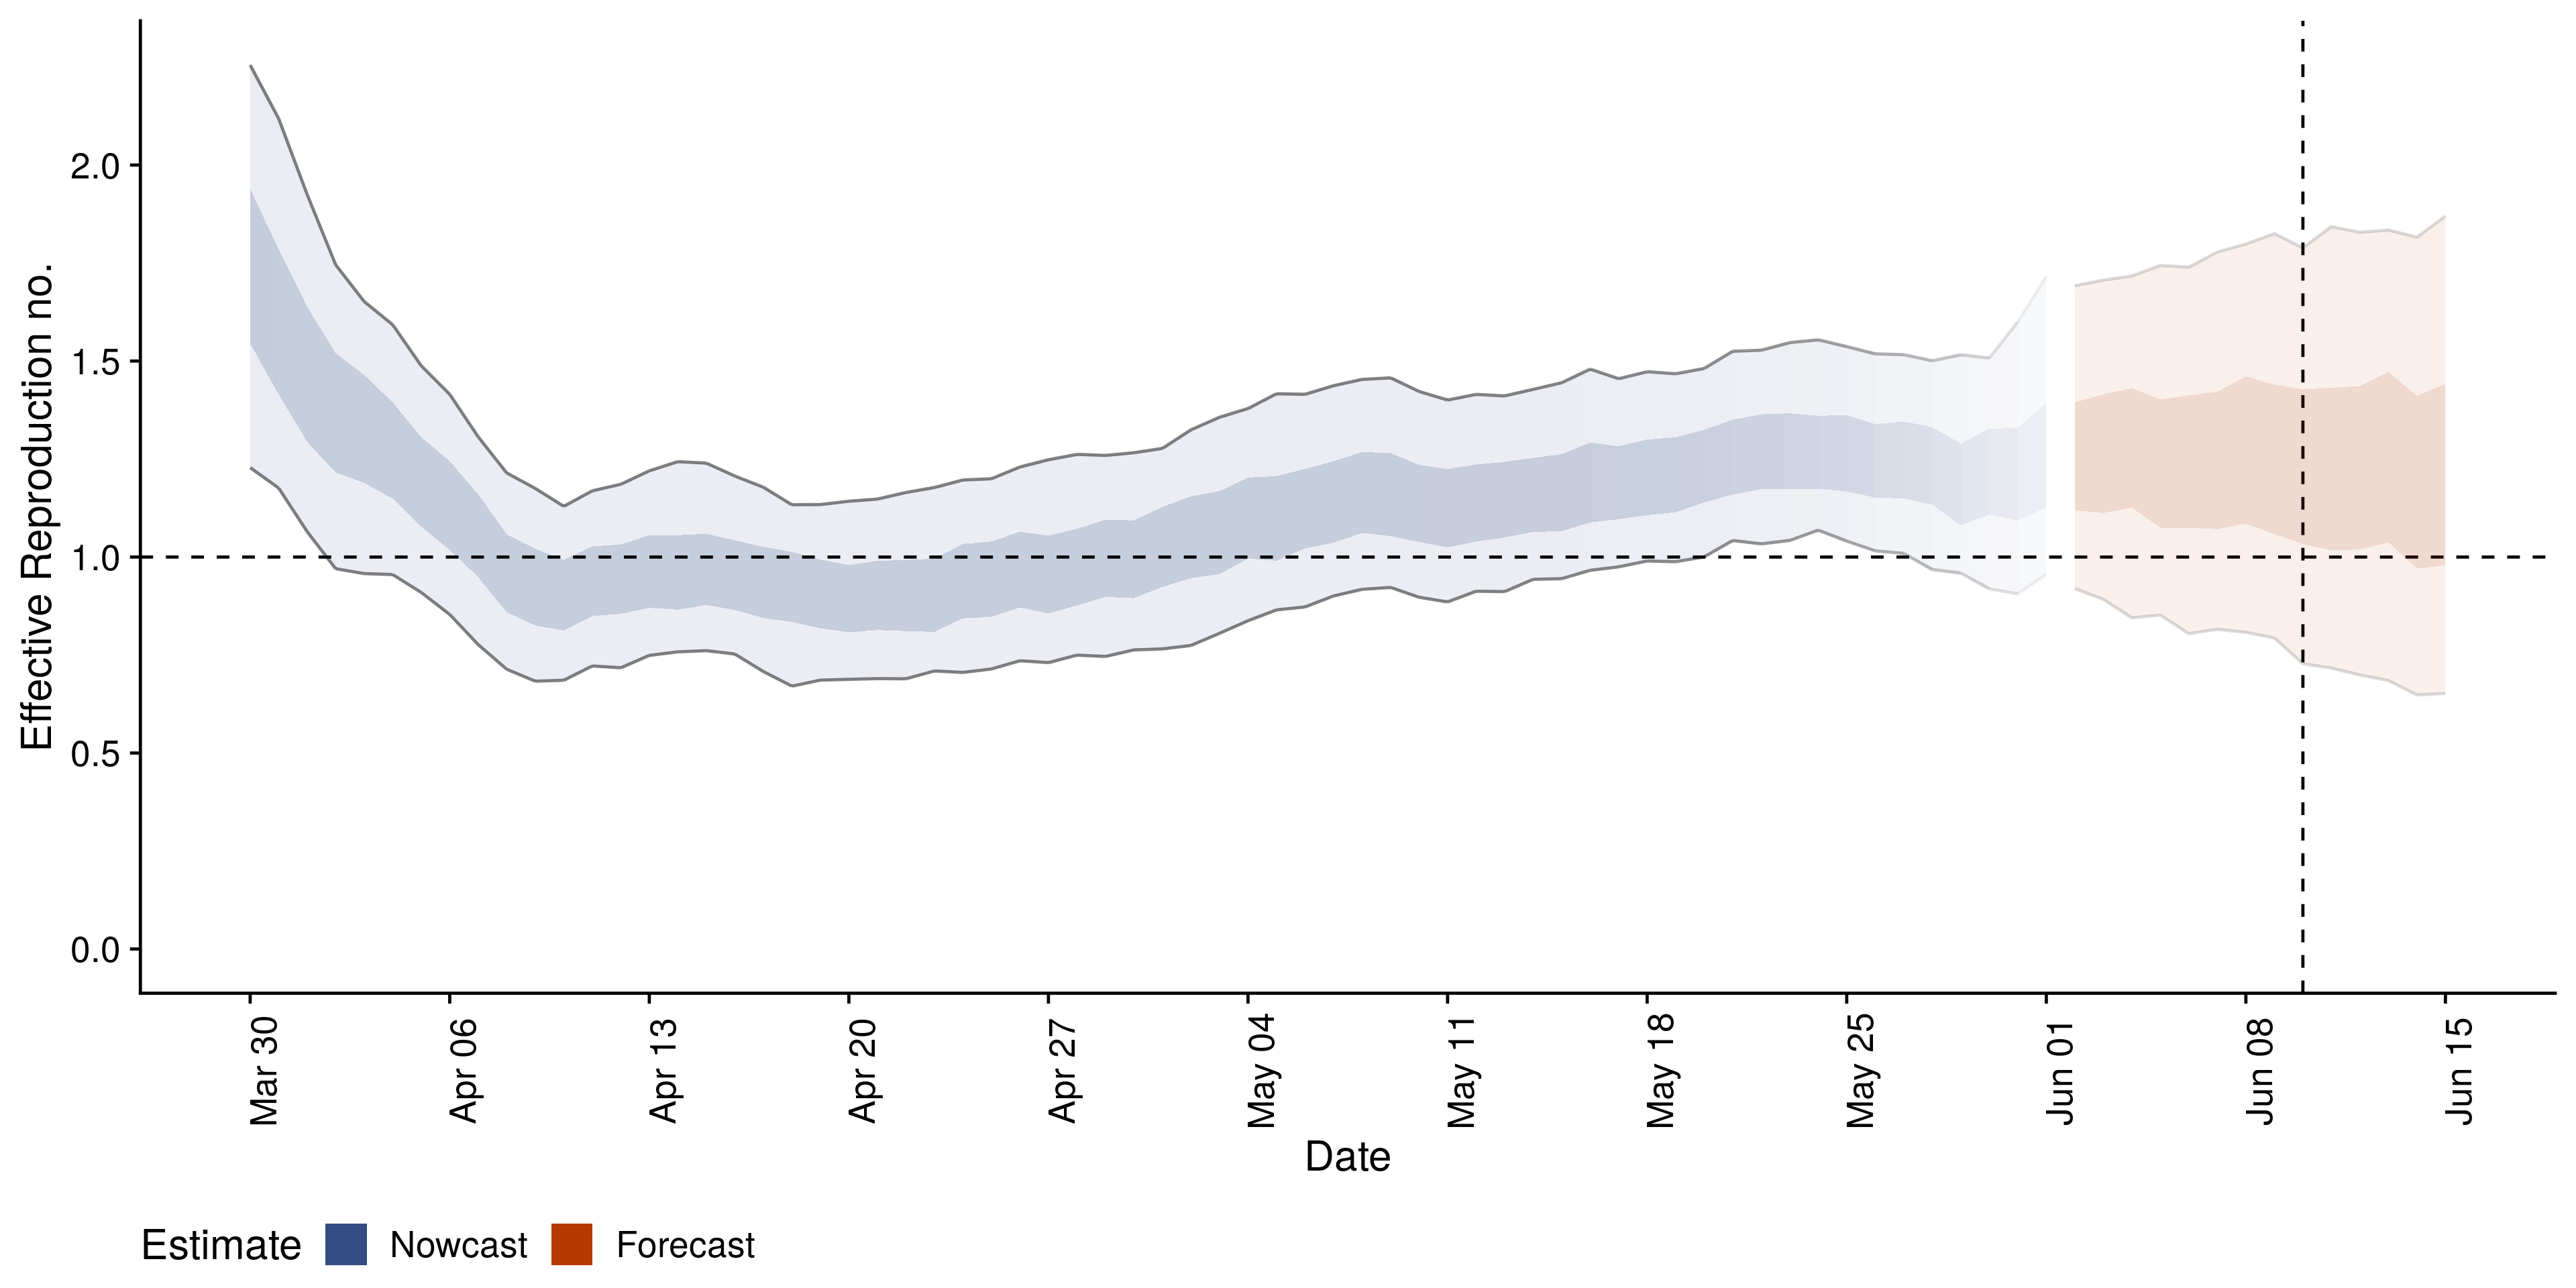 Effective Reproduction no.
2.0
1.5
1.0
0.5
0.0
Mar 30
Apr 06
Apr 13
Apr 20
Apr 27
May 04
May 11
May 18
May 25
Jun 01
Jun 08
Jun 15
Date
Estimate Nowcast Forecast